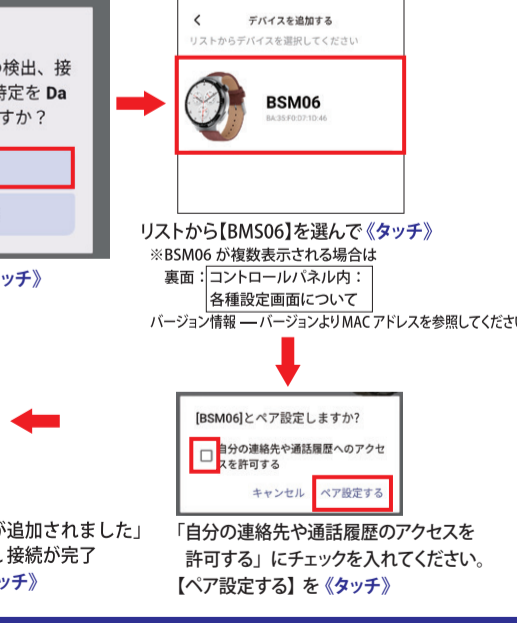 の検出、接
特定を Da
すか？
ッチ》
デバイスを追加する
リストからデバイスを選択してください
BSM06
BA:35:F0:D7:1D:46
リストから【BMS06】を選んで《タッチ》
※BSM06 が複数表示される場合は
裏面：コントロールパネル内：
各種設定画面について
バージョン情報 ― バージョンよりMAC アドレスを参照してくださ
[BSM06]とペア設定しますか?
自分の連絡先や通話履歴へのアクセ
スを許可する
キャンセル ペア設定する
「自分の連絡先や通話履歴のアクセスを
許可する」にチェックを入れてください。
【ペア設定する】を《タッチ》
が追加されました」
接続が完了
ッチ》